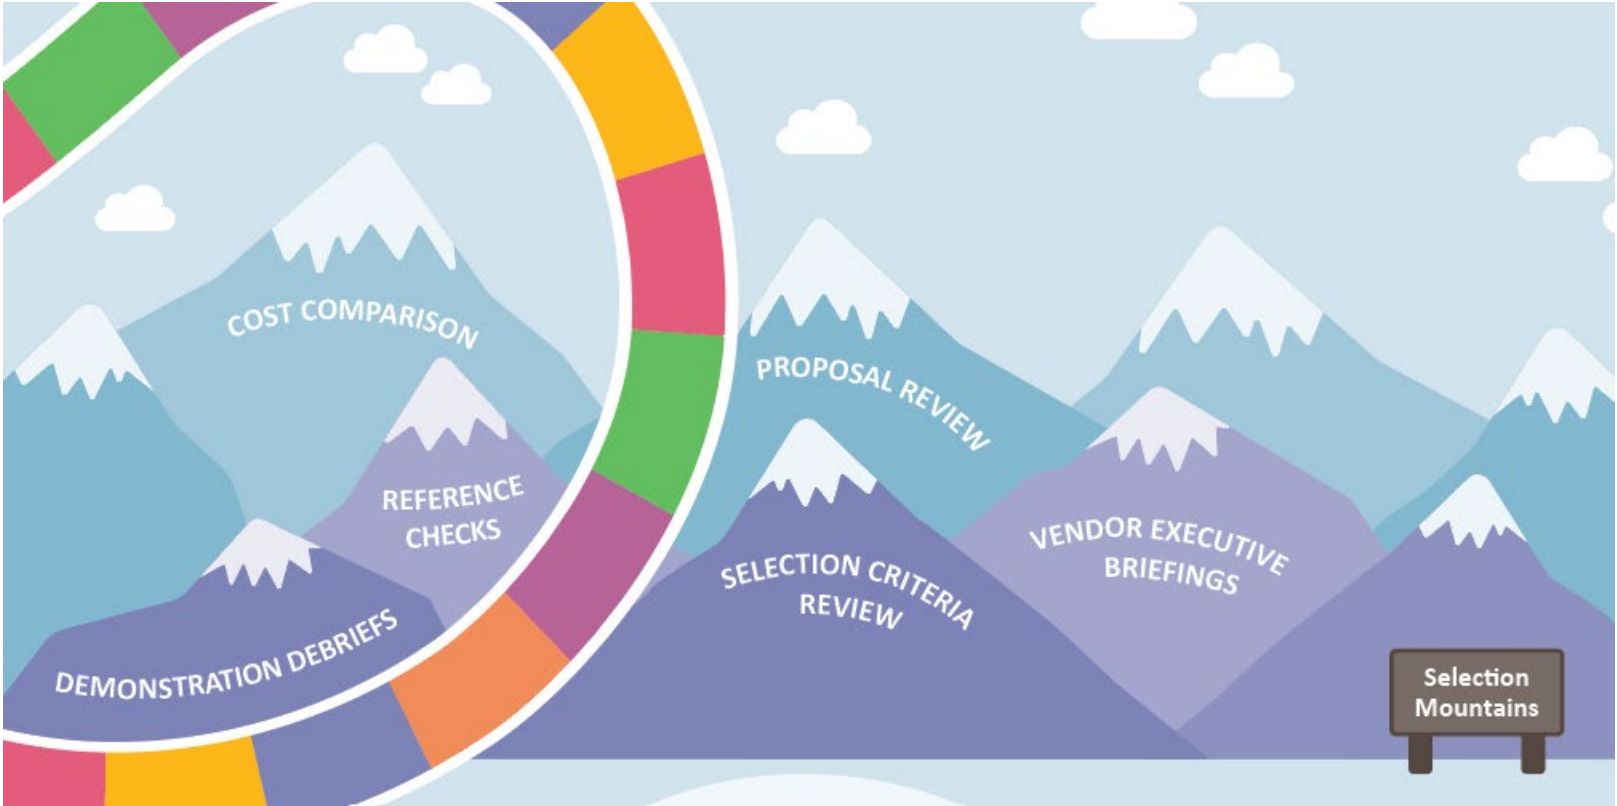 COST COMPARISON
PROPOSAL REVIEW
REFERENCE
CHECKS
SELECTION CRITERIA
REVIEW
VENDOR EXECUTIVE
BRIEFINGS
DEMONSTRATION DEBRIEFS
Selection
Mountains